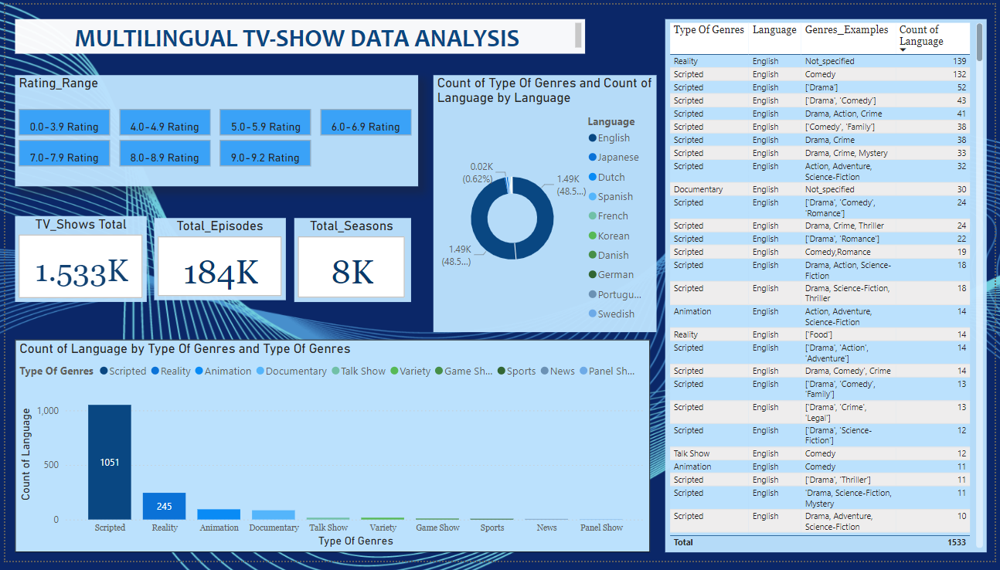 MULTILINGUAL TV-SHOW DATA ANALYSIS
Rating_Range
0.0-3.9 Rating
4.0-4.9 Rating
5.0-5.9 Rating
6.0-6.9 Rating
7.0-7.9 Rating
8.0-8.9 Rating
9.0-9.2 Rating
TV_Shows Total
1.533K
Total_Episodes
184K
Total_Seasons
8K
Count of Type Of Genres and Count of
Language by Language
0.02K
(0.62%)
1.49K
(48.5...)
1.49K
(48.5...)
Language
English
Japanese
Dutch
Spanish
French
Korean
Danish
German
Portugu...
Swedish
Count of Language by Type Of Genres and Type Of Genres
Type Of Genres Scripted Reality Animation Documentary Talk Show Variety Game Sh... Sports News Panel Sh...
Count of Language
1,000
500
0
1051
245
Scripted Reality Animation Documentary Talk Show Variety Game Show Sports News Panel Show
Type Of Genres
Type Of Genres Language Genres_Examples Count of
Language
Reality English Not_specified 139
Scripted English Comedy 132
Scripted English ['Drama'] 52
Scripted English ['Drama', 'Comedy'] 43
Scripted English Drama, Action, Crime 41
Scripted English ['Comedy', 'Family'] 38
Scripted English Drama, Crime 38
Scripted English Drama, Crime, Mystery 33
Scripted English Action, Adventure, 32
Science-Fiction
Documentary English Not_specified 30
Scripted English ['Drama', 'Comedy', 24
'Romance']
Scripted English Drama, Crime, Thriller 24
Scripted English ['Drama', 'Romance'] 22
Scripted English Comedy,Romance 19
Scripted English Drama, Action, Science- 18
Fiction
Scripted English Drama, Science-Fiction, 18
Thriller
Animation English Action, Adventure, 14
Science-Fiction
Reality English ['Food'] 14
Scripted English ['Drama', 'Action', 14
'Adventure']
Scripted English Drama, Comedy', Crime 14
Scripted English ['Drama', 'Comedy', 13
'Family']
Scripted English ['Drama', 'Crime', 13
'Legal']
Scripted English ['Drama', 'Science- 12
Fiction']
Talk Show English Comedy 12
Animation English Comedy 11
Scripted English ['Drama', 'Thriller'] 11
Scripted English 'Drama, Science-Fiction, 11
Mystery
Scripted English Drama, Adventure, 10
Science-Fiction
Total 1533